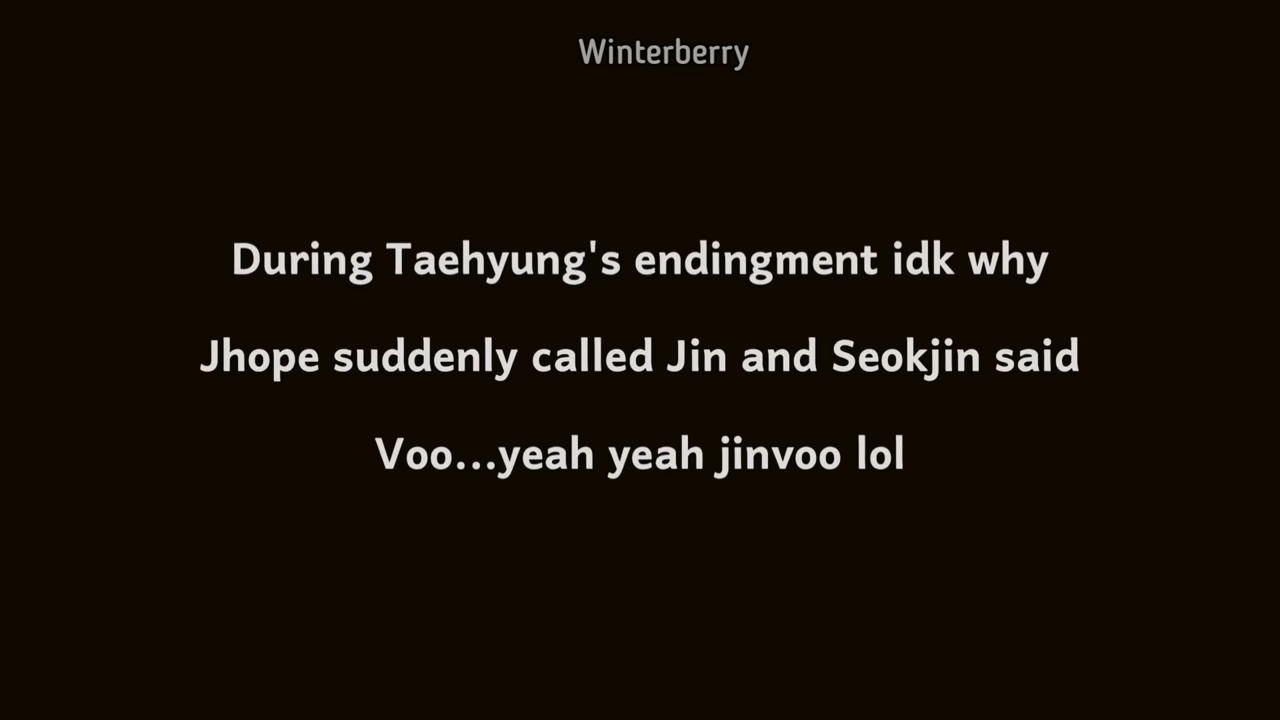 Winterberry
During Taehyung's endingment idk why
Jhope suddenly called Jin and Seokjin said
Voo...yeah yeah jinvoo lol